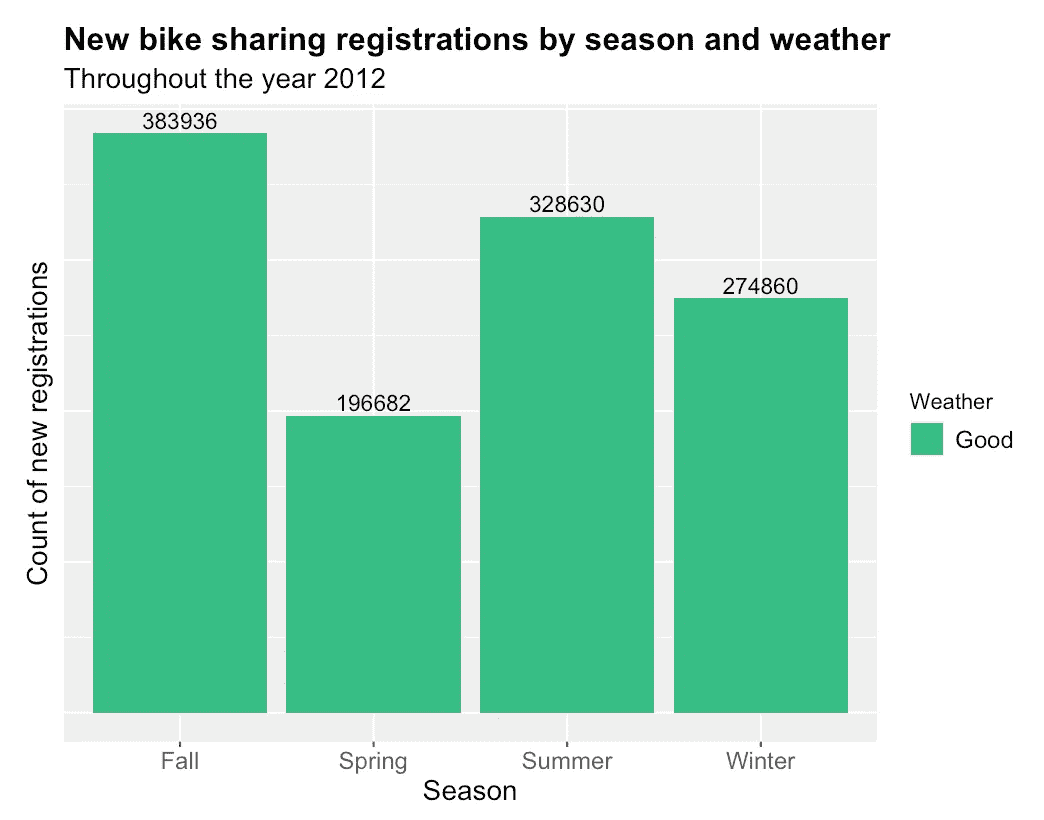 New bike sharing registrations by season and weather
Throughout the year 2012
383936
328630
274860
196682
Count of new registrations
Weather
Good
Fall Spring Summer Winter
Season